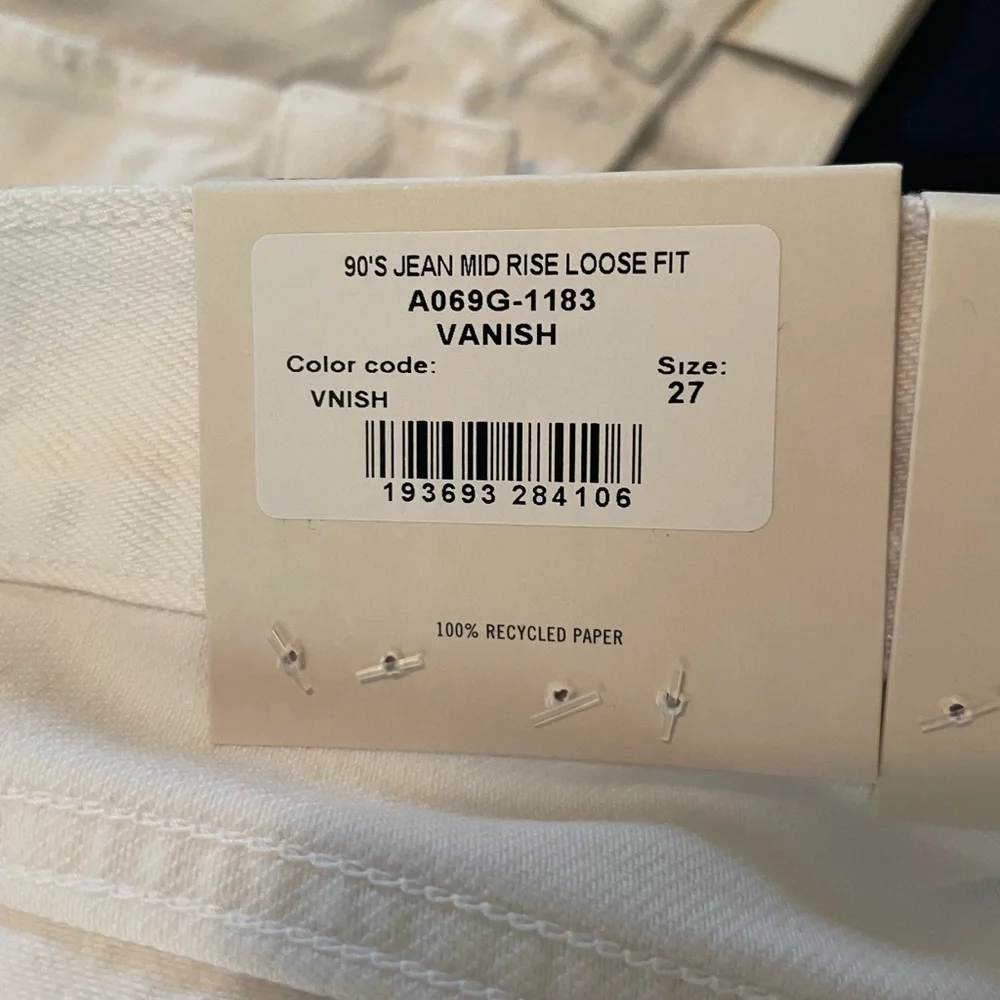 90'S JEAN MID RISE LOOSE FIT
A069G-1183
VANISH
Color code: Size:
VNISH 27
193693 284106
100% RECYCLED PAPER